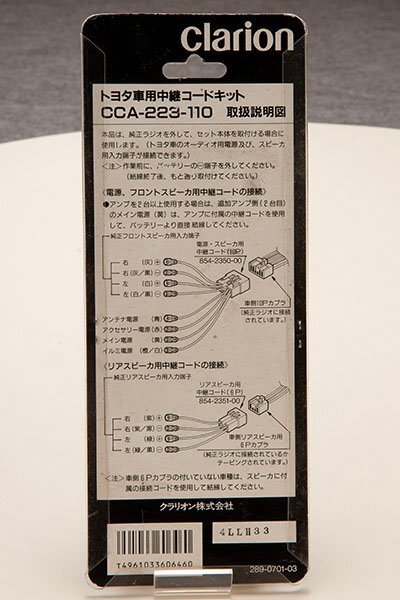 clarion
トヨタ車用中継コードキット
CCA-223-110 取扱説明図
本品は、純正ラジオを外して、セット本体を取付ける場合に
使用します。(トヨタ車のオーディオ用電源及び、スピーカ
用入力端子が接続できます。)
<注>作業前に、バッテリーの⊖端子を外してください。
(結線終了後、もと通り取付けてください。)
〈電源、フロントスピーカ用中継コードの接続〉
●アンプを2台以上使用する場合は、追加アンプ側(2台目)
のメイン電源(黄)は、アンプに付属の中継コードを使用
して、バッテリーより直接 結線してください。
純正フロントスピーカ用入力端子
電源・スピーカ用
中継コード(10P)
854-2350-00
右 (灰) ⊕
右 (灰/黒) ⊖
左 (白) ⊕
左 (白/黒) ⊖
アンテナ電源 (青)
アクセサリー電源 (赤)
メイン電源 (黄)
イルミ電源 (橙/白)
車側10Pカプラ
(純正ラジオに接続
されています。)
〈リアスピーカ用中継コードの接続〉
純正リアスピーカ用入力端子
リアスピーカ用
中継コード(6P)
854-2351-00
右 (紫) ⊕
右 (紫/黒) ⊖
左 (緑) ⊕
左 (緑/黒) ⊖
車側リアスピーカ用
6Pカプラ
(純正ラジオに接続されているか
テーピングされています。)
<注>車側6Pカプラの付いていない車種は、スピーカに付
属の接続コードを使用して結線してください。
クラリオン株式会社
4LLH33
T4961033606460
289-0701-03